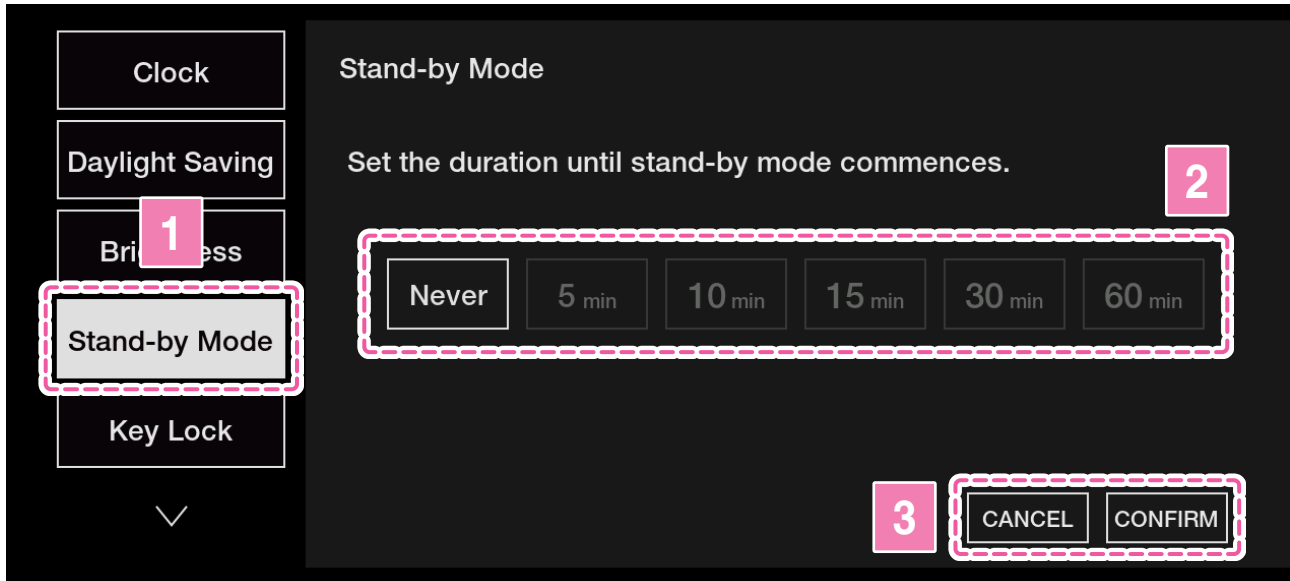 Clock
Daylight Saving
1
Stand-by Mode
Key Lock
Stand-by Mode
Set the duration until stand-by mode commences.
2
Never
5 min
10 min
15 min
30 min
60 min
3
CANCEL
CONFIRM